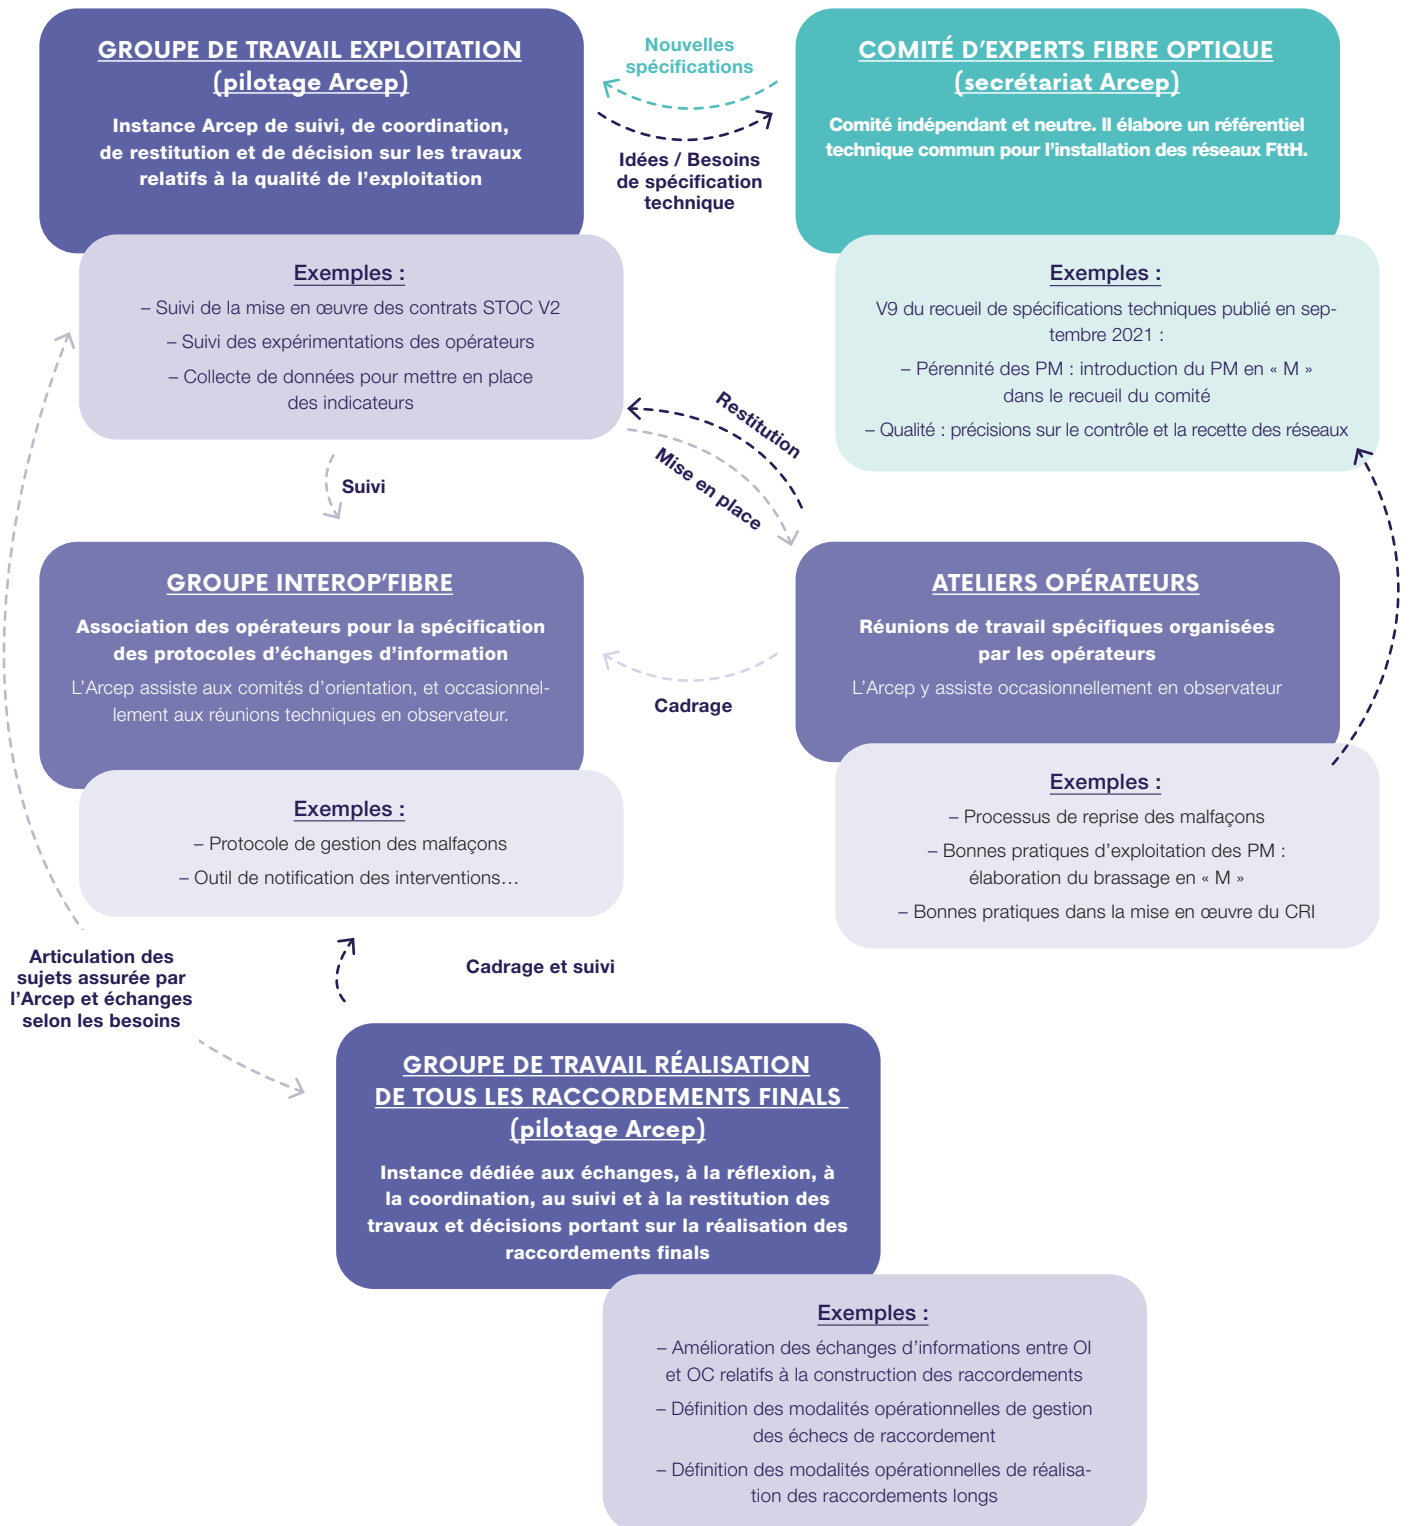 GROUPE DE TRAVAIL EXPLOITATION
(pilotage Arcep)
Instance Arcep de suivi, de coordination,
de restitution et de décision sur les travaux
relatifs à la qualité de l’exploitation
Exemples :
– Suivi de la mise en œuvre des contrats STOC V2
– Suivi des expérimentations des opérateurs
– Collecte de données pour mettre en place
des indicateurs
Nouvelles
spécifications
Idées / Besoins
de spécification
technique
COMITÉ D’EXPERTS FIBRE OPTIQUE
(secrétariat Arcep)
Comité indépendant et neutre. Il élabore un référentiel
technique commun pour l’installation des réseaux FttH.
Exemples :
V9 du recueil de spécifications techniques publié en sep-
tembre 2021 :
– Pérennité des PM : introduction du PM en « M »
dans le recueil du comité
– Qualité : précisions sur le contrôle et la recette des réseaux
Restitution
Mise en place
Suivi
GROUPE INTEROP’FIBRE
Association des opérateurs pour la spécification
des protocoles d’échanges d’information
L’Arcep assiste aux comités d’orientation, et occasionnel-
lement aux réunions techniques en observateur.
Exemples :
– Protocole de gestion des malfaçons
– Outil de notification des interventions…
Cadrage
ATELIERS OPÉRATEURS
Réunions de travail spécifiques organisées
par les opérateurs
L’Arcep y assiste occasionnellement en observateur
Exemples :
– Processus de reprise des malfaçons
– Bonnes pratiques d’exploitation des PM :
élaboration du brassage en « M »
– Bonnes pratiques dans la mise en œuvre du CRI
Articulation des
sujets assurée par
l’Arcep et échanges
selon les besoins
Cadrage et suivi
GROUPE DE TRAVAIL RÉALISATION
DE TOUS LES RACCORDEMENTS FINALS
(pilotage Arcep)
Instance dédiée aux échanges, à la réflexion, à
la coordination, au suivi et à la restitution des
travaux et décisions portant sur la réalisation des
raccordements finals
Exemples :
– Amélioration des échanges d’informations entre OI
et OC relatifs à la construction des raccordements
– Définition des modalités opérationnelles de gestion
des échecs de raccordement
– Définition des modalités opérationnelles de réalisa-
tion des raccordements longs